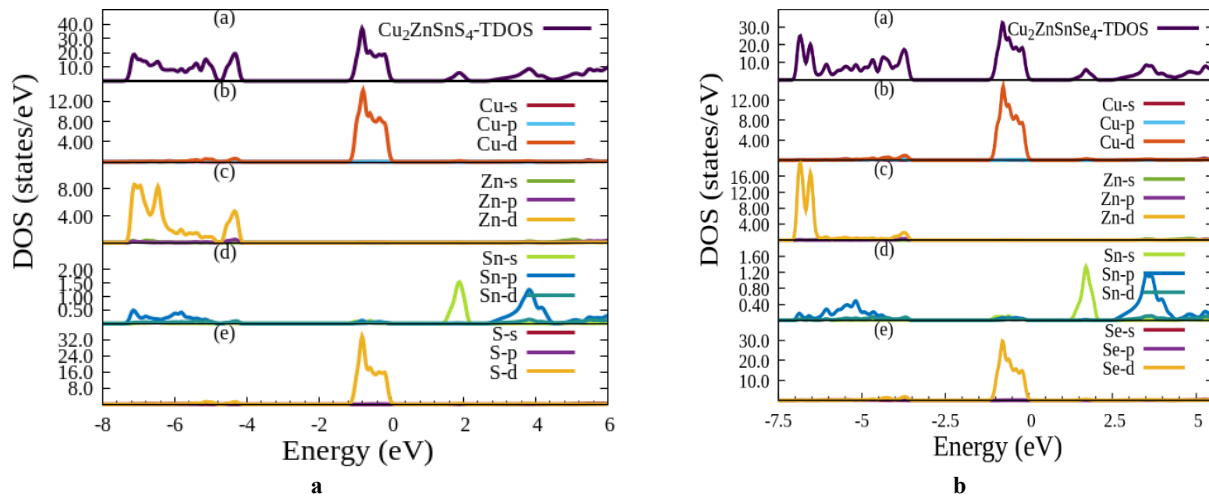 DOS (states/eV)
(a)
Cu₂ZnSnS₄-TDOS
40.0
30.0
20.0
10.0
(b)
12.00
8.00
4.00
Cu-s
Cu-p
Cu-d
(c)
8.00
4.00
Zn-s
Zn-p
Zn-d
(d)
2.00
1.50
1.00
0.50
Sn-s
Sn-p
Sn-d
(e)
32.0
24.0
16.0
8.0
S-s
S-p
S-d
-8 -6 -4 -2 0 2 4 6
Energy (eV)
a
DOS (states/eV)
(a)
Cu₂ZnSnSe₄-TDOS
30.0
20.0
10.0
(b)
12.00
8.00
4.00
Cu-s
Cu-p
Cu-d
(c)
16.00
12.00
8.00
4.00
Zn-s
Zn-p
Zn-d
(d)
1.60
1.20
0.80
0.40
Sn-s
Sn-p
Sn-d
(e)
30.0
20.0
10.0
Se-s
Se-p
Se-d
-7.5 -5 -2.5 0 2.5 5
Energy (eV)
b